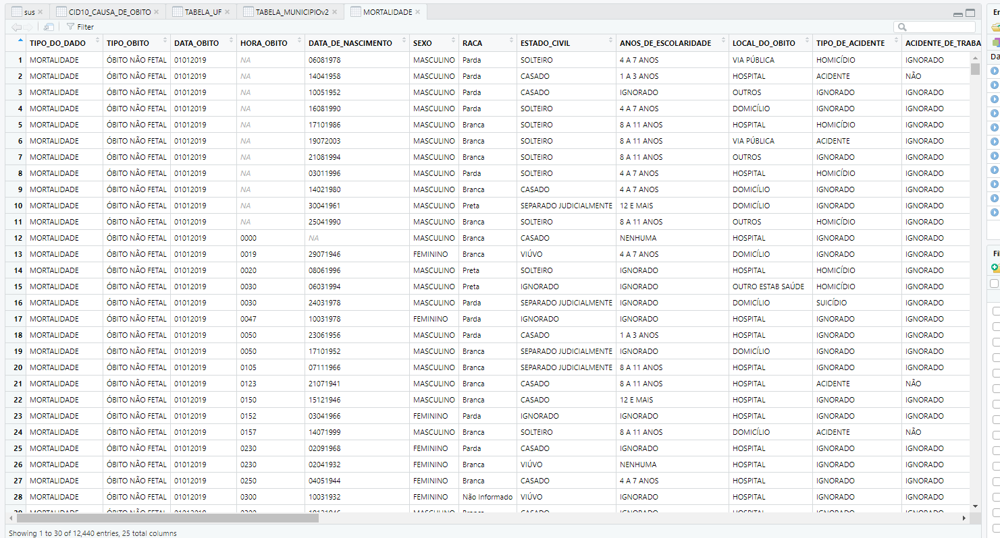 sus CID10_CAUSA_DE_OBITO TABELA_UF TABELA_MUNICIPIOv2 MORTALIDADE
Filter
TIPO_DO_DADO TIPO_OBITO DATA_OBITO HORA_OBITO DATA_DE_NASCIMENTO SEXO RACA ESTADO_CIVIL ANOS_DE_ESCOLARIDADE LOCAL_DO_OBITO TIPO_DE_ACIDENTE ACIDENTE_DE_TRABA
1 MORTALIDADE ÓBITO NÃO FETAL 01012019 NA 06081978 MASCULINO Parda SOLTEIRO 4 A 7 ANOS VIA PÚBLICA HOMICÍDIO IGNORADO
2 MORTALIDADE ÓBITO NÃO FETAL 01012019 NA 14041958 MASCULINO Parda CASADO 1 A 3 ANOS HOSPITAL ACIDENTE NÃO
3 MORTALIDADE ÓBITO NÃO FETAL 01012019 NA 10051952 MASCULINO Parda CASADO IGNORADO OUTROS IGNORADO IGNORADO
4 MORTALIDADE ÓBITO NÃO FETAL 01012019 NA 16081990 MASCULINO Parda SOLTEIRO 4 A 7 ANOS DOMICÍLIO IGNORADO IGNORADO
5 MORTALIDADE ÓBITO NÃO FETAL 01012019 NA 17101986 MASCULINO Branca SOLTEIRO 8 A 11 ANOS HOSPITAL HOMICÍDIO IGNORADO
6 MORTALIDADE ÓBITO NÃO FETAL 01012019 NA 19072003 MASCULINO Branca SOLTEIRO 8 A 11 ANOS VIA PÚBLICA ACIDENTE IGNORADO
7 MORTALIDADE ÓBITO NÃO FETAL 01012019 NA 21081994 MASCULINO Branca SOLTEIRO 8 A 11 ANOS OUTROS IGNORADO IGNORADO
8 MORTALIDADE ÓBITO NÃO FETAL 01012019 NA 03011996 MASCULINO Parda SOLTEIRO 4 A 7 ANOS HOSPITAL HOMICÍDIO IGNORADO
9 MORTALIDADE ÓBITO NÃO FETAL 01012019 NA 14021980 MASCULINO Branca CASADO 4 A 7 ANOS DOMICÍLIO IGNORADO IGNORADO
10 MORTALIDADE ÓBITO NÃO FETAL 01012019 NA 30041961 MASCULINO Preta SEPARADO JUDICIALMENTE 12 E MAIS DOMICÍLIO IGNORADO IGNORADO
11 MORTALIDADE ÓBITO NÃO FETAL 01012019 NA 25041990 MASCULINO Branca SOLTEIRO 8 A 11 ANOS OUTROS HOMICÍDIO IGNORADO
12 MORTALIDADE ÓBITO NÃO FETAL 01012019 0000 NA MASCULINO Branca CASADO NENHUMA HOSPITAL IGNORADO IGNORADO
13 MORTALIDADE ÓBITO NÃO FETAL 01012019 0019 29071946 FEMININO Branca VIÚVO 4 A 7 ANOS DOMICÍLIO IGNORADO IGNORADO
14 MORTALIDADE ÓBITO NÃO FETAL 01012019 0020 08061996 MASCULINO Preta SOLTEIRO IGNORADO HOSPITAL HOMICÍDIO IGNORADO
15 MORTALIDADE ÓBITO NÃO FETAL 01012019 0030 06031994 MASCULINO Preta IGNORADO IGNORADO OUTRO ESTAB SAÚDE HOMICÍDIO IGNORADO
16 MORTALIDADE ÓBITO NÃO FETAL 01012019 0030 24031978 MASCULINO Parda SEPARADO JUDICIALMENTE IGNORADO DOMICÍLIO SUICÍDIO IGNORADO
17 MORTALIDADE ÓBITO NÃO FETAL 01012019 0047 10031978 FEMININO Parda IGNORADO IGNORADO HOSPITAL IGNORADO IGNORADO
18 MORTALIDADE ÓBITO NÃO FETAL 01012019 0050 23061956 MASCULINO Parda CASADO 1 A 3 ANOS HOSPITAL IGNORADO IGNORADO
19 MORTALIDADE ÓBITO NÃO FETAL 01012019 0050 17101952 MASCULINO Branca SEPARADO JUDICIALMENTE IGNORADO DOMICÍLIO IGNORADO IGNORADO
20 MORTALIDADE ÓBITO NÃO FETAL 01012019 0105 07111966 MASCULINO Branca SEPARADO JUDICIALMENTE 8 A 11 ANOS HOSPITAL IGNORADO IGNORADO
21 MORTALIDADE ÓBITO NÃO FETAL 01012019 0123 21071941 MASCULINO Branca CASADO 8 A 11 ANOS HOSPITAL ACIDENTE NÃO
22 MORTALIDADE ÓBITO NÃO FETAL 01012019 0150 15121946 MASCULINO Branca CASADO 12 E MAIS HOSPITAL IGNORADO IGNORADO
23 MORTALIDADE ÓBITO NÃO FETAL 01012019 0152 03041966 FEMININO Parda IGNORADO IGNORADO HOSPITAL IGNORADO IGNORADO
24 MORTALIDADE ÓBITO NÃO FETAL 01012019 0157 14071999 MASCULINO Branca SOLTEIRO 8 A 11 ANOS DOMICÍLIO ACIDENTE NÃO
25 MORTALIDADE ÓBITO NÃO FETAL 01012019 0230 02091968 FEMININO Parda CASADO IGNORADO HOSPITAL IGNORADO IGNORADO
26 MORTALIDADE ÓBITO NÃO FETAL 01012019 0230 02041932 FEMININO Branca VIÚVO NENHUMA HOSPITAL IGNORADO IGNORADO
27 MORTALIDADE ÓBITO NÃO FETAL 01012019 0250 04051944 FEMININO Branca CASADO 4 A 7 ANOS HOSPITAL IGNORADO IGNORADO
28 MORTALIDADE ÓBITO NÃO FETAL 01012019 0300 10031932 FEMININO Não Informado VIÚVO IGNORADO HOSPITAL IGNORADO IGNORADO
Showing 1 to 30 of 12,440 entries, 25 total columns